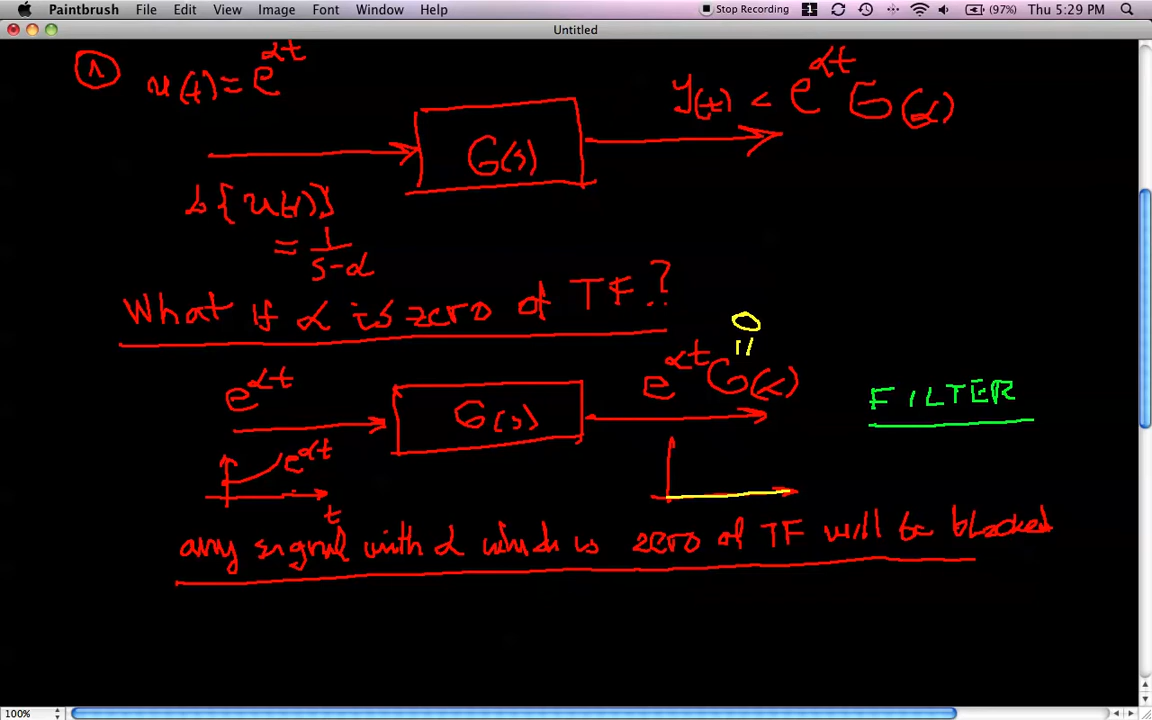 Paintbrush File Edit View Image Font Window Help Stop Recording (97%) Thu 5:29 PM
Untitled
1 u(t) = e^αt
y(t) < e^αt G(α)
G(s)
L{u(t)}
= 1/(s-α)
What if α is zero of TF?
0
||
e^αt
G(s)
e^αt G(α)
FILTER
e^αt
t
any signal with α which is zero of TF will be blocked
100%